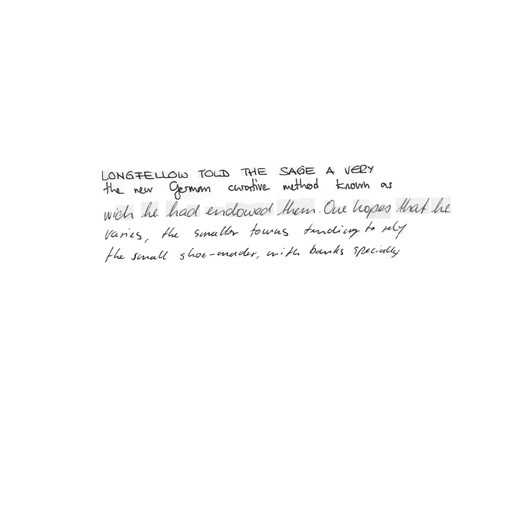 LONGFELLOW TOLD THE SAGE A VERY
the new German curative method known as
wich he had endowed them. One hopes that he
varies, the smaller towns tending to rely
the small shoe-maker, with banks specially